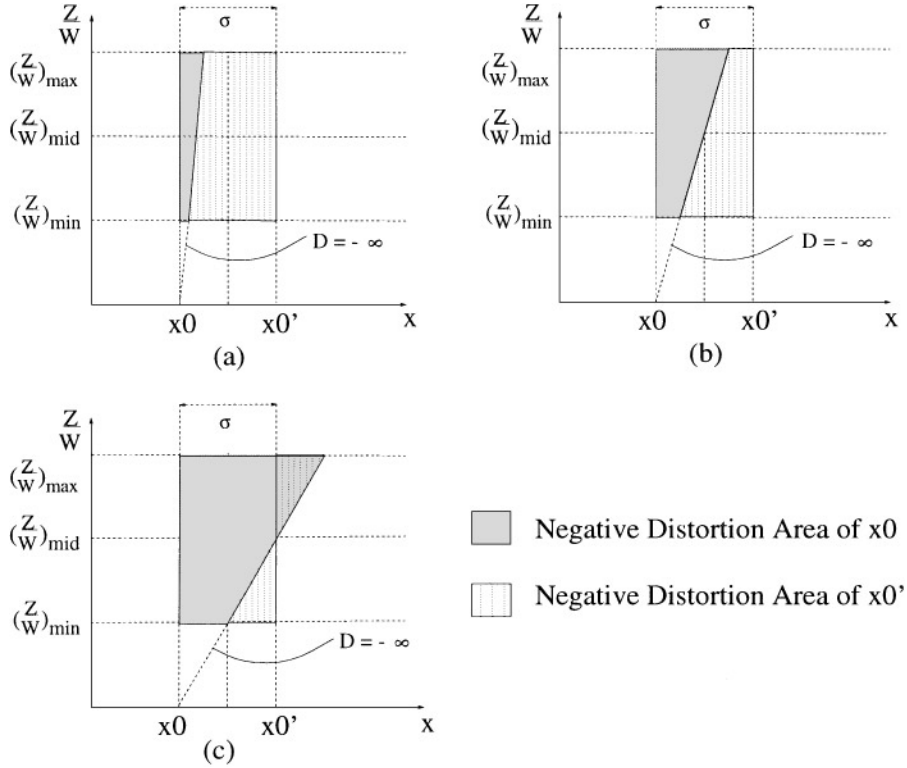 Z
W
σ
(Z/W)max
(Z/W)mid
(Z/W)min
D = - ∞
x0 x0' x
(a)
Z
W
σ
(Z/W)max
(Z/W)mid
(Z/W)min
D = - ∞
x0 x0' x
(b)
Z
W
σ
(Z/W)max
(Z/W)mid
(Z/W)min
D = - ∞
x0 x0' x
(c)
Negative Distortion Area of x0
Negative Distortion Area of x0'